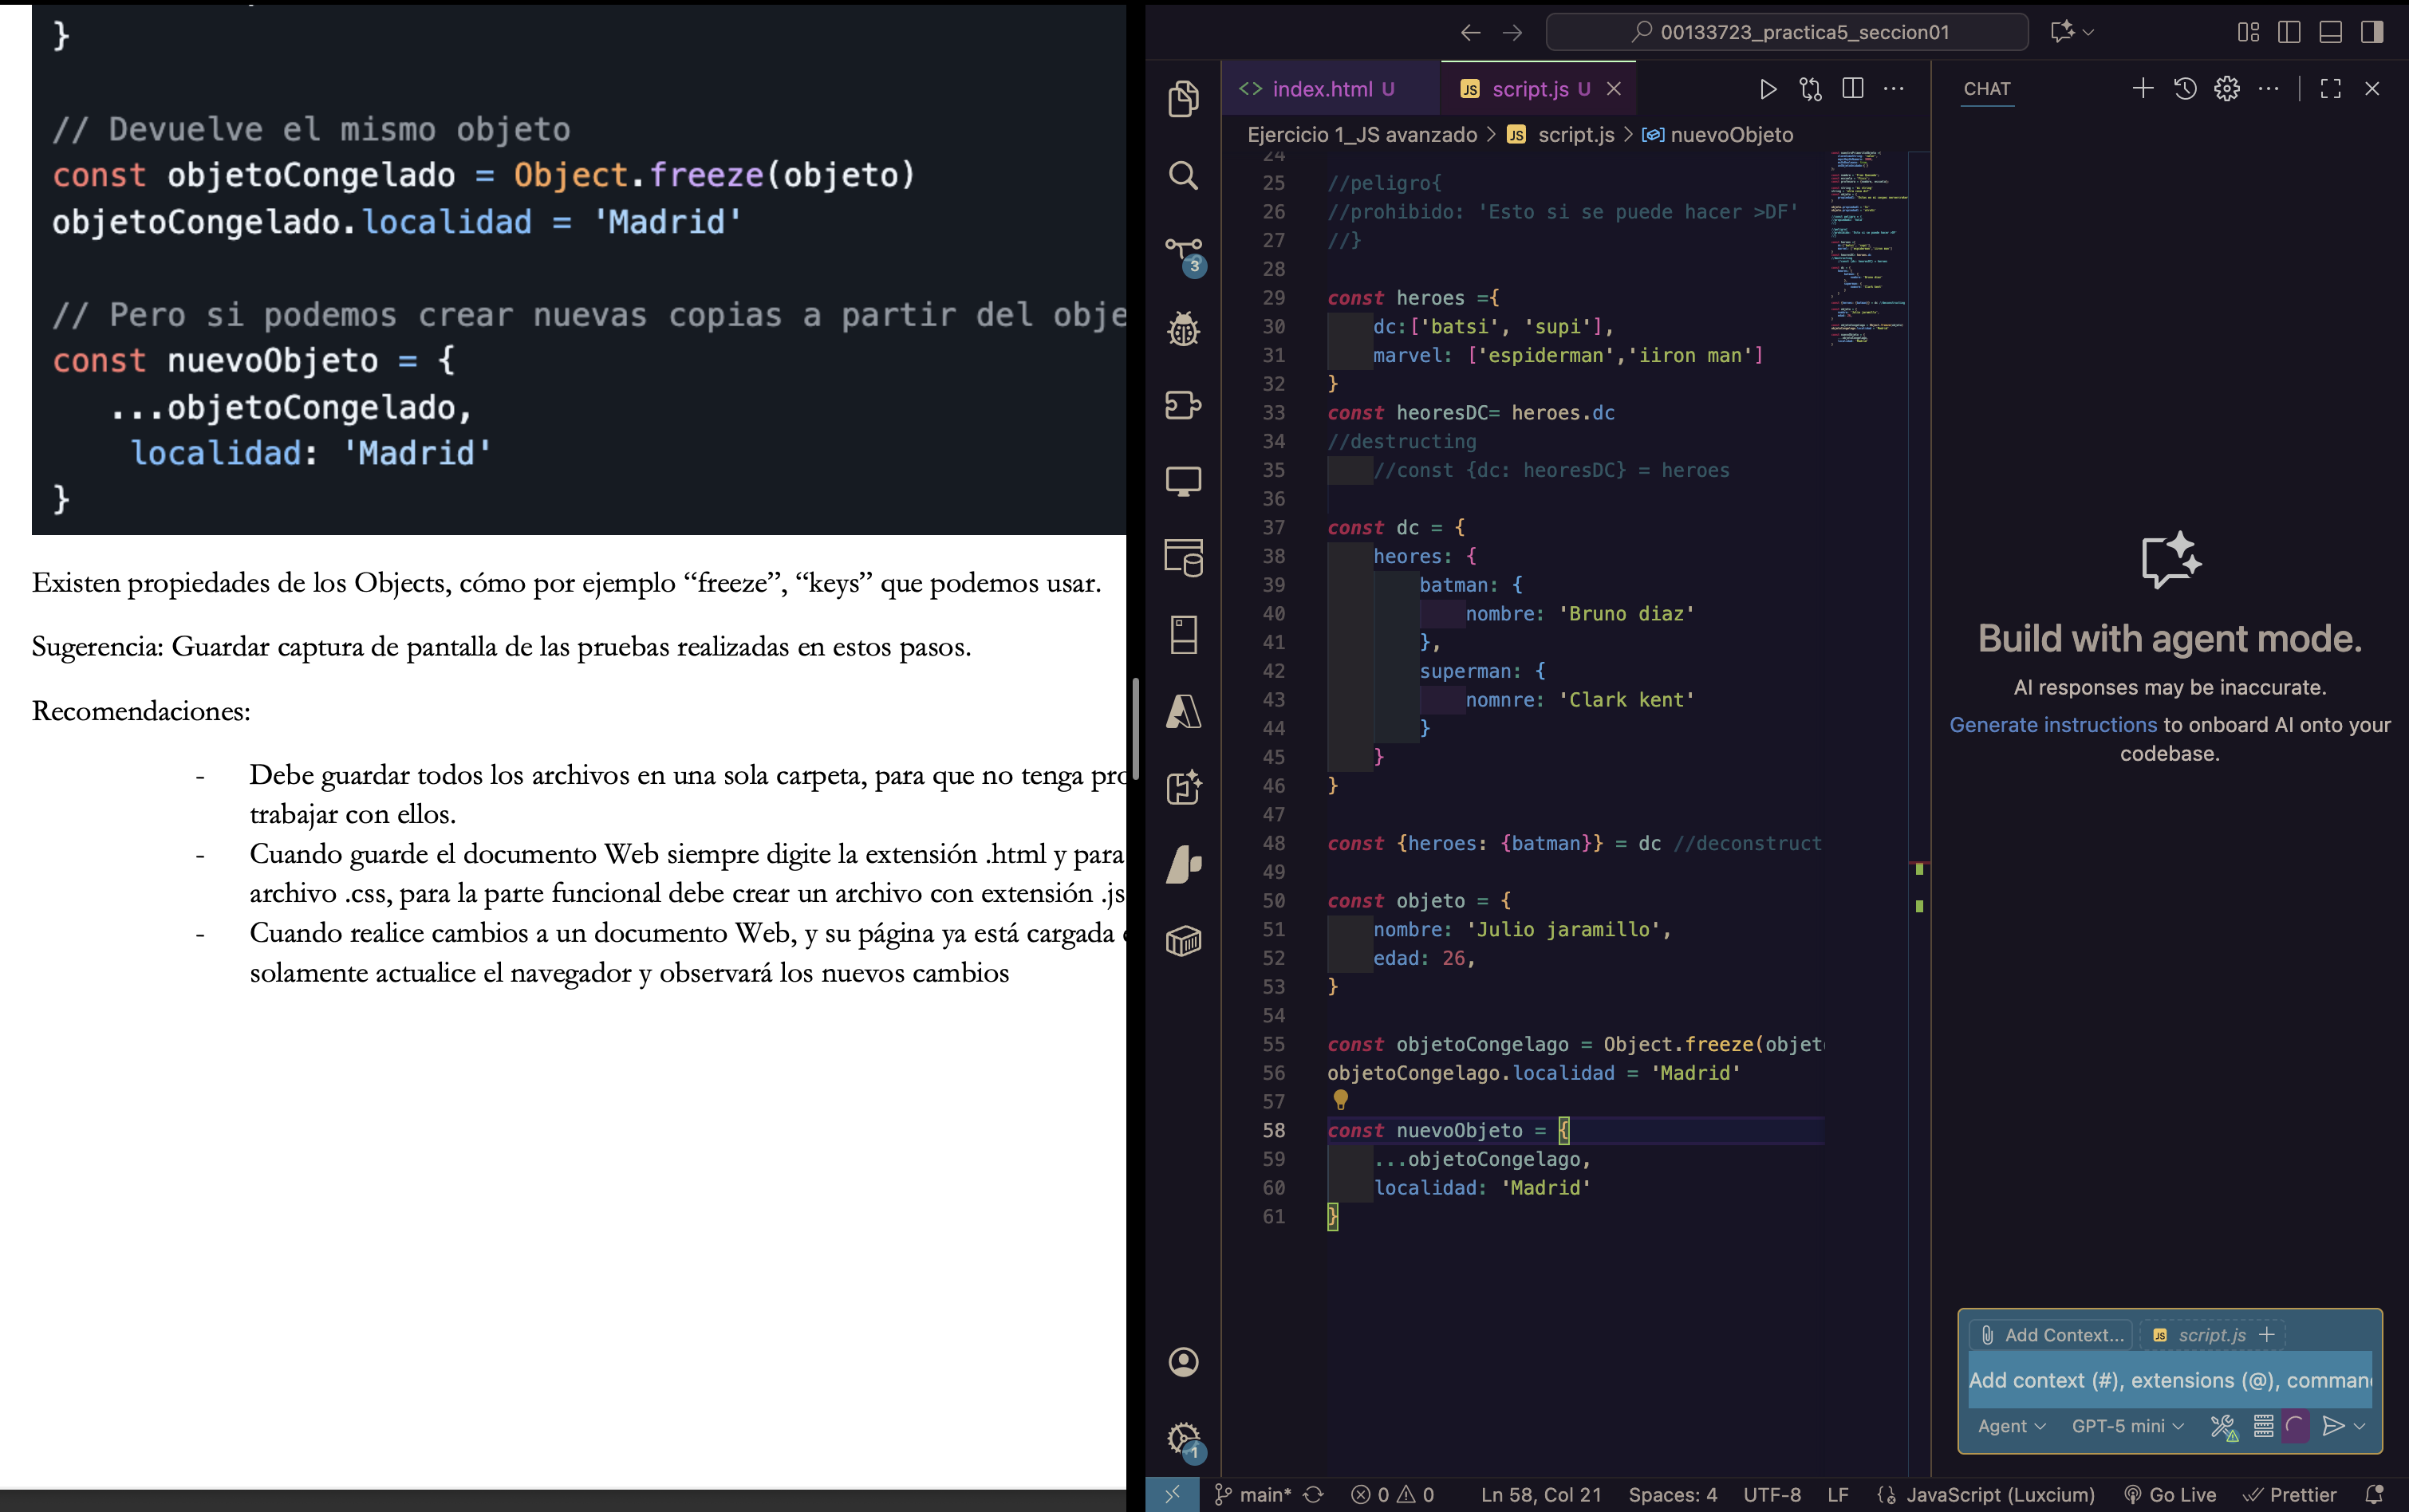 }
// Devuelve el mismo objeto
const objetoCongelado = Object.freeze(objeto)
objetoCongelado.localidad = 'Madrid'
// Pero si podemos crear nuevas copias a partir del obje
const nuevoObjeto = {
...objetoCongelado,
localidad: 'Madrid'
}
Existen propiedades de los Objects, cómo por ejemplo “freeze”, “keys” que podemos usar.
Sugerencia: Guardar captura de pantalla de las pruebas realizadas en estos pasos.
Recomendaciones:
- Debe guardar todos los archivos en una sola carpeta, para que no tenga pro
trabajar con ellos.
- Cuando guarde el documento Web siempre digite la extensión .html y para
archivo .css, para la parte funcional debe crear un archivo con extensión .js
- Cuando realice cambios a un documento Web, y su página ya está cargada
solamente actualice el navegador y observará los nuevos cambios
00133723_practica5_seccion01
index.html U
JS script.js U
Ejercicio 1_JS avanzado > JS script.js > nuevoObjeto
24
25 //peligro{
26 //prohibido: 'Esto si se puede hacer >DF'
27 //}
28
29 const heroes ={
30 dc:['batsi', 'supi'],
31 marvel: ['espiderman','iiron man']
32 }
33 const heoresDC= heroes.dc
34 //destructing
35 //const {dc: heoresDC} = heroes
36
37 const dc = {
38 heores: {
39 batman: {
40 nombre: 'Bruno diaz'
41 },
42 superman: {
43 nomnre: 'Clark kent'
44 }
45 }
46 }
47
48 const {heroes: {batman}} = dc //deconstruct
49
50 const objeto = {
51 nombre: 'Julio jaramillo',
52 edad: 26,
53 }
54
55 const objetoCongelago = Object.freeze(objet
56 objetoCongelago.localidad = 'Madrid'
57
58 const nuevoObjeto = {
59 ...objetoCongelago,
60 localidad: 'Madrid'
61 }
3
1
CHAT
Build with agent mode.
AI responses may be inaccurate.
Generate instructions to onboard AI onto your
codebase.
Add Context... JS script.js +
Add context (#), extensions (@), comman
Agent GPT-5 mini
main* 0 0 Ln 58, Col 21 Spaces: 4 UTF-8 LF JavaScript (Luxcium) Go Live Prettier